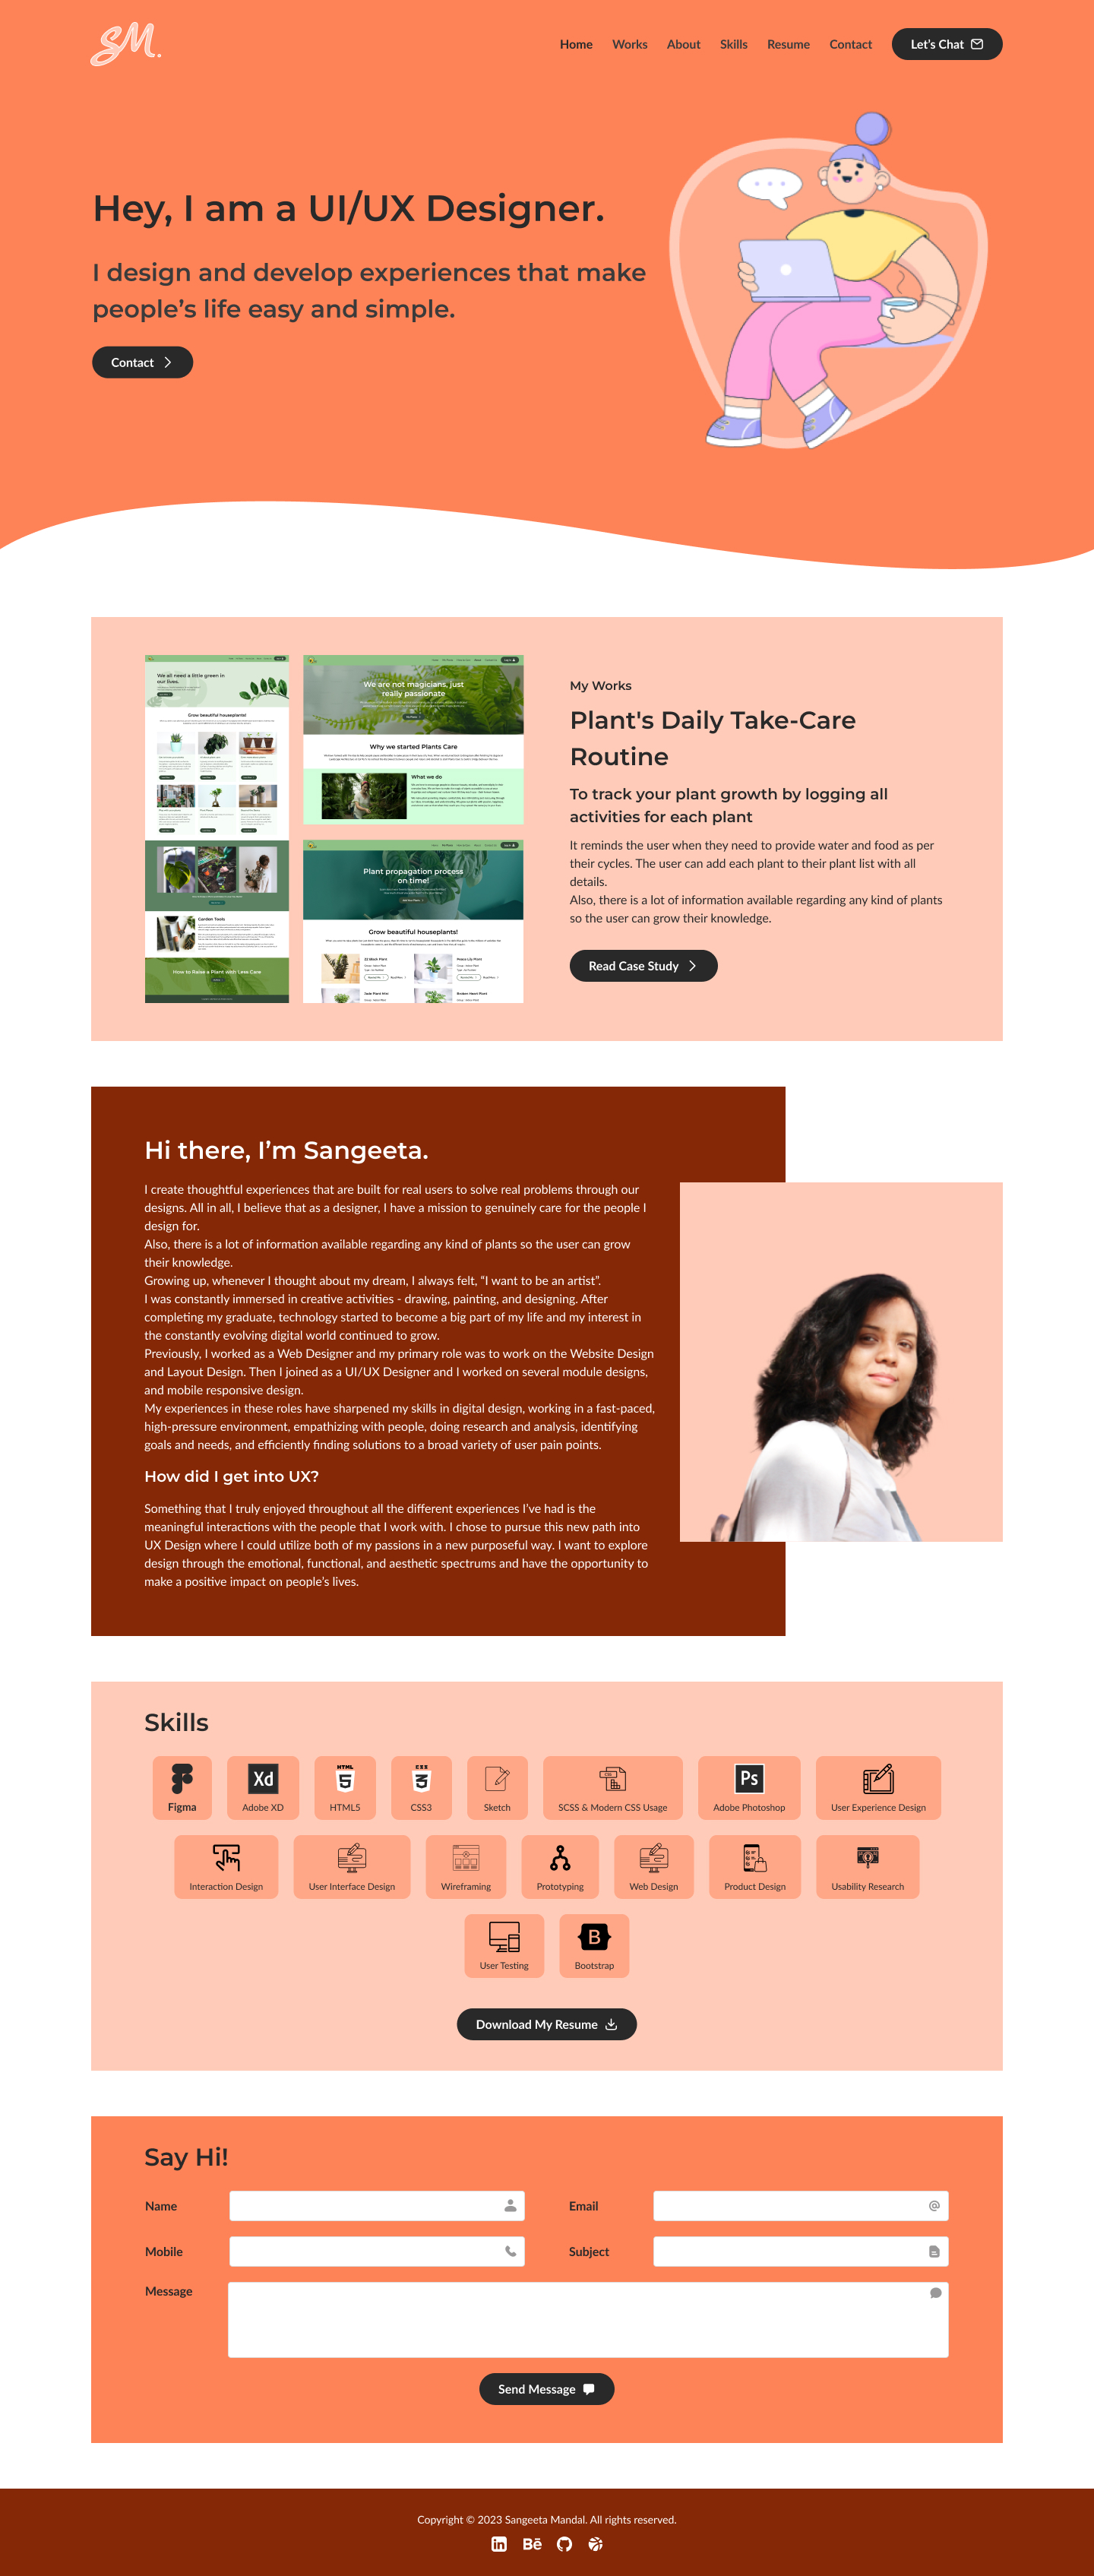 SM.
Home Works About Skills Resume Contact Let's Chat
Hey, I am a UI/UX Designer.
I design and develop experiences that make
people’s life easy and simple.
Contact
We all need a little green in
our lives.
Grow beautiful houseplants!
Garden Tools
How to Raise a Plant with Less Care
We are not magicians, just
really passionate
Why we started Plants Care
What we do
Plant propagation process
on time!
Grow beautiful houseplants!
My Works
Plant's Daily Take-Care
Routine
To track your plant growth by logging all
activities for each plant
It reminds the user when they need to provide water and food as per
their cycles. The user can add each plant to their plant list with all
details.
Also, there is a lot of information available regarding any kind of plants
so the user can grow their knowledge.
Read Case Study
Hi there, I’m Sangeeta.
I create thoughtful experiences that are built for real users to solve real problems through our
designs. All in all, I believe that as a designer, I have a mission to genuinely care for the people I
design for.
Also, there is a lot of information available regarding any kind of plants so the user can grow
their knowledge.
Growing up, whenever I thought about my dream, I always felt, “I want to be an artist”.
I was constantly immersed in creative activities - drawing, painting, and designing. After
completing my graduate, technology started to become a big part of my life and my interest in
the constantly evolving digital world continued to grow.
Previously, I worked as a Web Designer and my primary role was to work on the Website Design
and Layout Design. Then I joined as a UI/UX Designer and I worked on several module designs,
and mobile responsive design.
My experiences in these roles have sharpened my skills in digital design, working in a fast-paced,
high-pressure environment, empathizing with people, doing research and analysis, identifying
goals and needs, and efficiently finding solutions to a broad variety of user pain points.
How did I get into UX?
Something that I truly enjoyed throughout all the different experiences I’ve had is the
meaningful interactions with the people that I work with. I chose to pursue this new path into
UX Design where I could utilize both of my passions in a new purposeful way. I want to explore
design through the emotional, functional, and aesthetic spectrums and have the opportunity to
make a positive impact on people’s lives.
Skills
Xd HTML 5 CSS 3 Ps
Figma Adobe XD HTML5 CSS3 Sketch SCSS & Modern CSS Usage Adobe Photoshop User Experience Design
Interaction Design User Interface Design Wireframing Prototyping Web Design Product Design Usability Research
B
User Testing Bootstrap
Download My Resume
Say Hi!
Name Email
Mobile Subject
Message
Send Message
Copyright © 2023 Sangeeta Mandal. All rights reserved.
in Bē